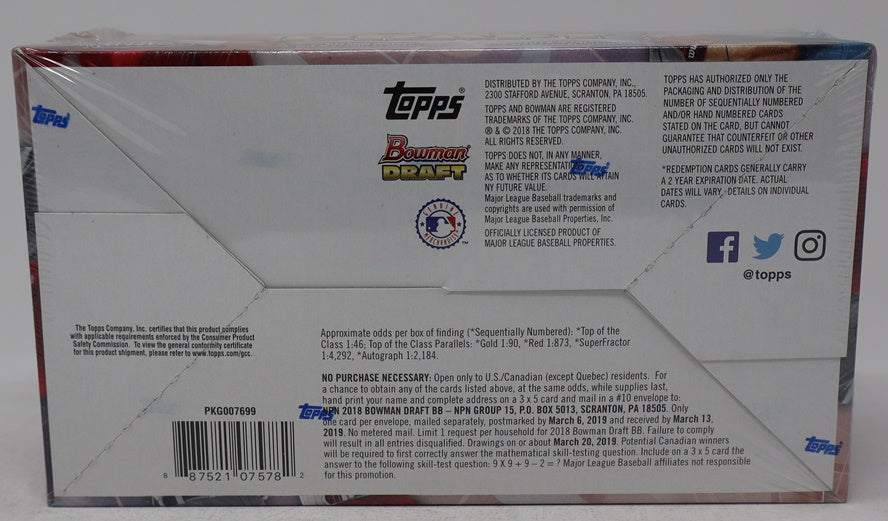 Topps
Topps®
Bowman
DRAFT
GENUINE
MERCHANDISE
™
DISTRIBUTED BY THE TOPPS COMPANY, INC.,
2300 STAFFORD AVENUE, SCRANTON, PA 18505.
TOPPS AND BOWMAN ARE REGISTERED
TRADEMARKS OF THE TOPPS COMPANY, INC.
® & © 2018 THE TOPPS COMPANY, INC.
ALL RIGHTS RESERVED.
TOPPS DOES NOT, IN ANY MANNER,
MAKE ANY REPRESENTATI
AS TO WHETHER ITS CARDS WILL ATTAIN
NY FUTURE VALUE.
Topps
Major League Baseball trademarks and
copyrights are used with permission of
Major League Baseball Properties, Inc.
OFFICIALLY LICENSED PRODUCT OF
MAJOR LEAGUE BASEBALL PROPERTIES.
TOPPS HAS AUTHORIZED ONLY THE
PACKAGING AND DISTRIBUTION OF THE
NUMBER OF SEQUENTIALLY NUMBERED
AND/OR HAND NUMBERED CARDS
STATED ON THE CARD, BUT CANNOT
GUARANTEE THAT COUNTERFEIT OR OTHER
UNAUTHORIZED CARDS WILL NOT EXIST.
*REDEMPTION CARDS GENERALLY CARRY
A 2 YEAR EXPIRATION DATE. ACTUAL
DATES WILL VARY. DETAILS ON INDIVIDUAL
CARDS.
@topps
The Topps Company, Inc. certifies that this product complies
with applicable requirements enforced by the Consumer Product
Safety Commission. To view the general conformity certificate
for this product shipment, please refer to www.topps.com/gcc.
PKG007699
8 87521 07578 2
Approximate odds per box of finding (*Sequentially Numbered): *Top of the
Class 1:46; Top of the Class Parallels: *Gold 1:90, *Red 1:873, *SuperFractor
1:4,292, *Autograph 1:2,184.
NO PURCHASE NECESSARY: Open only to U.S./Canadian (except Quebec) residents. For
a chance to obtain any of the cards listed above, at the same odds, while supplies last,
hand print your name and complete address on a 3 x 5 card and mail in a #10 envelope to:
NPN 2018 BOWMAN DRAFT BB – NPN GROUP 15, P.O. BOX 5013, SCRANTON, PA 18505. Only
one card per envelope, mailed separately, postmarked by March 6, 2019 and received by March 13,
2019. No metered mail. Limit 1 request per household for 2018 Bowman Draft BB. Failure to comply
will result in all entries disqualified. Drawings on or about March 20, 2019. Potential Canadian winners
will be required to first correctly answer the mathematical skill-testing question. Include on a 3 x 5 card the
answer to the following skill-test question: 9 X 9 + 9 – 2 = ? Major League Baseball affiliates not responsible
for this promotion.
Topps
Topps